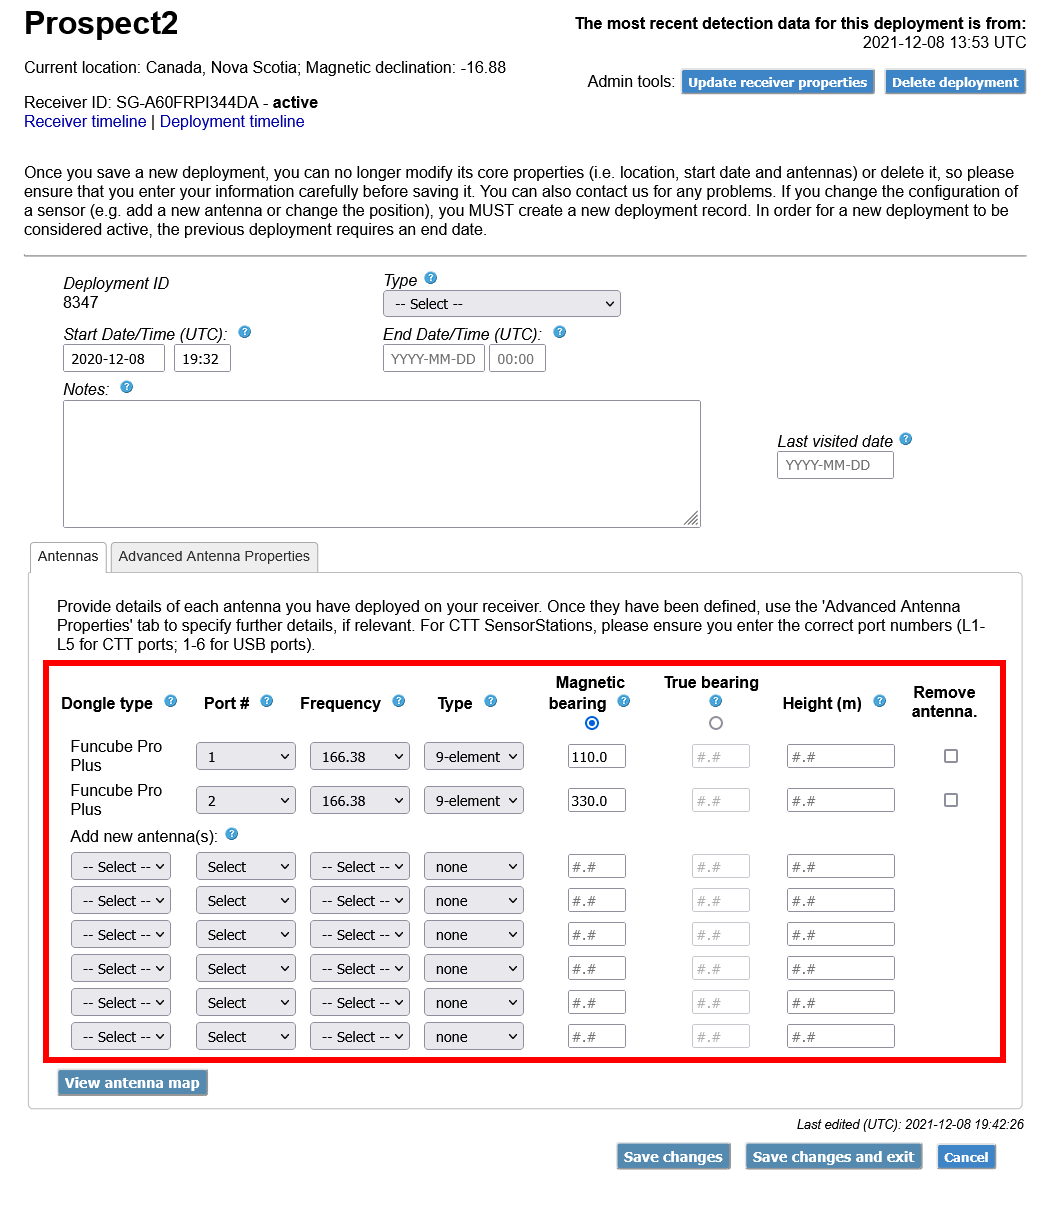 Prospect2
The most recent detection data for this deployment is from:
2021-12-08 13:53 UTC
Current location: Canada, Nova Scotia; Magnetic declination: -16.88
Admin tools: Update receiver properties Delete deployment
Receiver ID: SG-A60FRPI344DA - active
Receiver timeline | Deployment timeline
Once you save a new deployment, you can no longer modify its core properties (i.e. location, start date and antennas) or delete it, so please
ensure that you enter your information carefully before saving it. You can also contact us for any problems. If you change the configuration of
a sensor (e.g. add a new antenna or change the position), you MUST create a new deployment record. In order for a new deployment to be
considered active, the previous deployment requires an end date.
Deployment ID
8347
Type ?
-- Select --
Start Date/Time (UTC): ?
2020-12-08 19:32
End Date/Time (UTC): ?
YYYY-MM-DD 00:00
Notes: ?
Last visited date ?
YYYY-MM-DD
Antennas Advanced Antenna Properties
Provide details of each antenna you have deployed on your receiver. Once they have been defined, use the 'Advanced Antenna
Properties' tab to specify further details, if relevant. For CTT SensorStations, please ensure you enter the correct port numbers (L1-
L5 for CTT ports; 1-6 for USB ports).
Dongle type ? Port # ? Frequency ? Type ? Magnetic bearing ? True bearing ? Height (m) ? Remove antenna.
Funcube Pro Plus 1 166.38 9-element 110.0 #.# #.#
Funcube Pro Plus 2 166.38 9-element 330.0 #.# #.#
Add new antenna(s): ?
-- Select -- Select -- Select -- none #.# #.# #.#
-- Select -- Select -- Select -- none #.# #.# #.#
-- Select -- Select -- Select -- none #.# #.# #.#
-- Select -- Select -- Select -- none #.# #.# #.#
-- Select -- Select -- Select -- none #.# #.# #.#
-- Select -- Select -- Select -- none #.# #.# #.#
View antenna map
Last edited (UTC): 2021-12-08 19:42:26
Save changes Save changes and exit Cancel